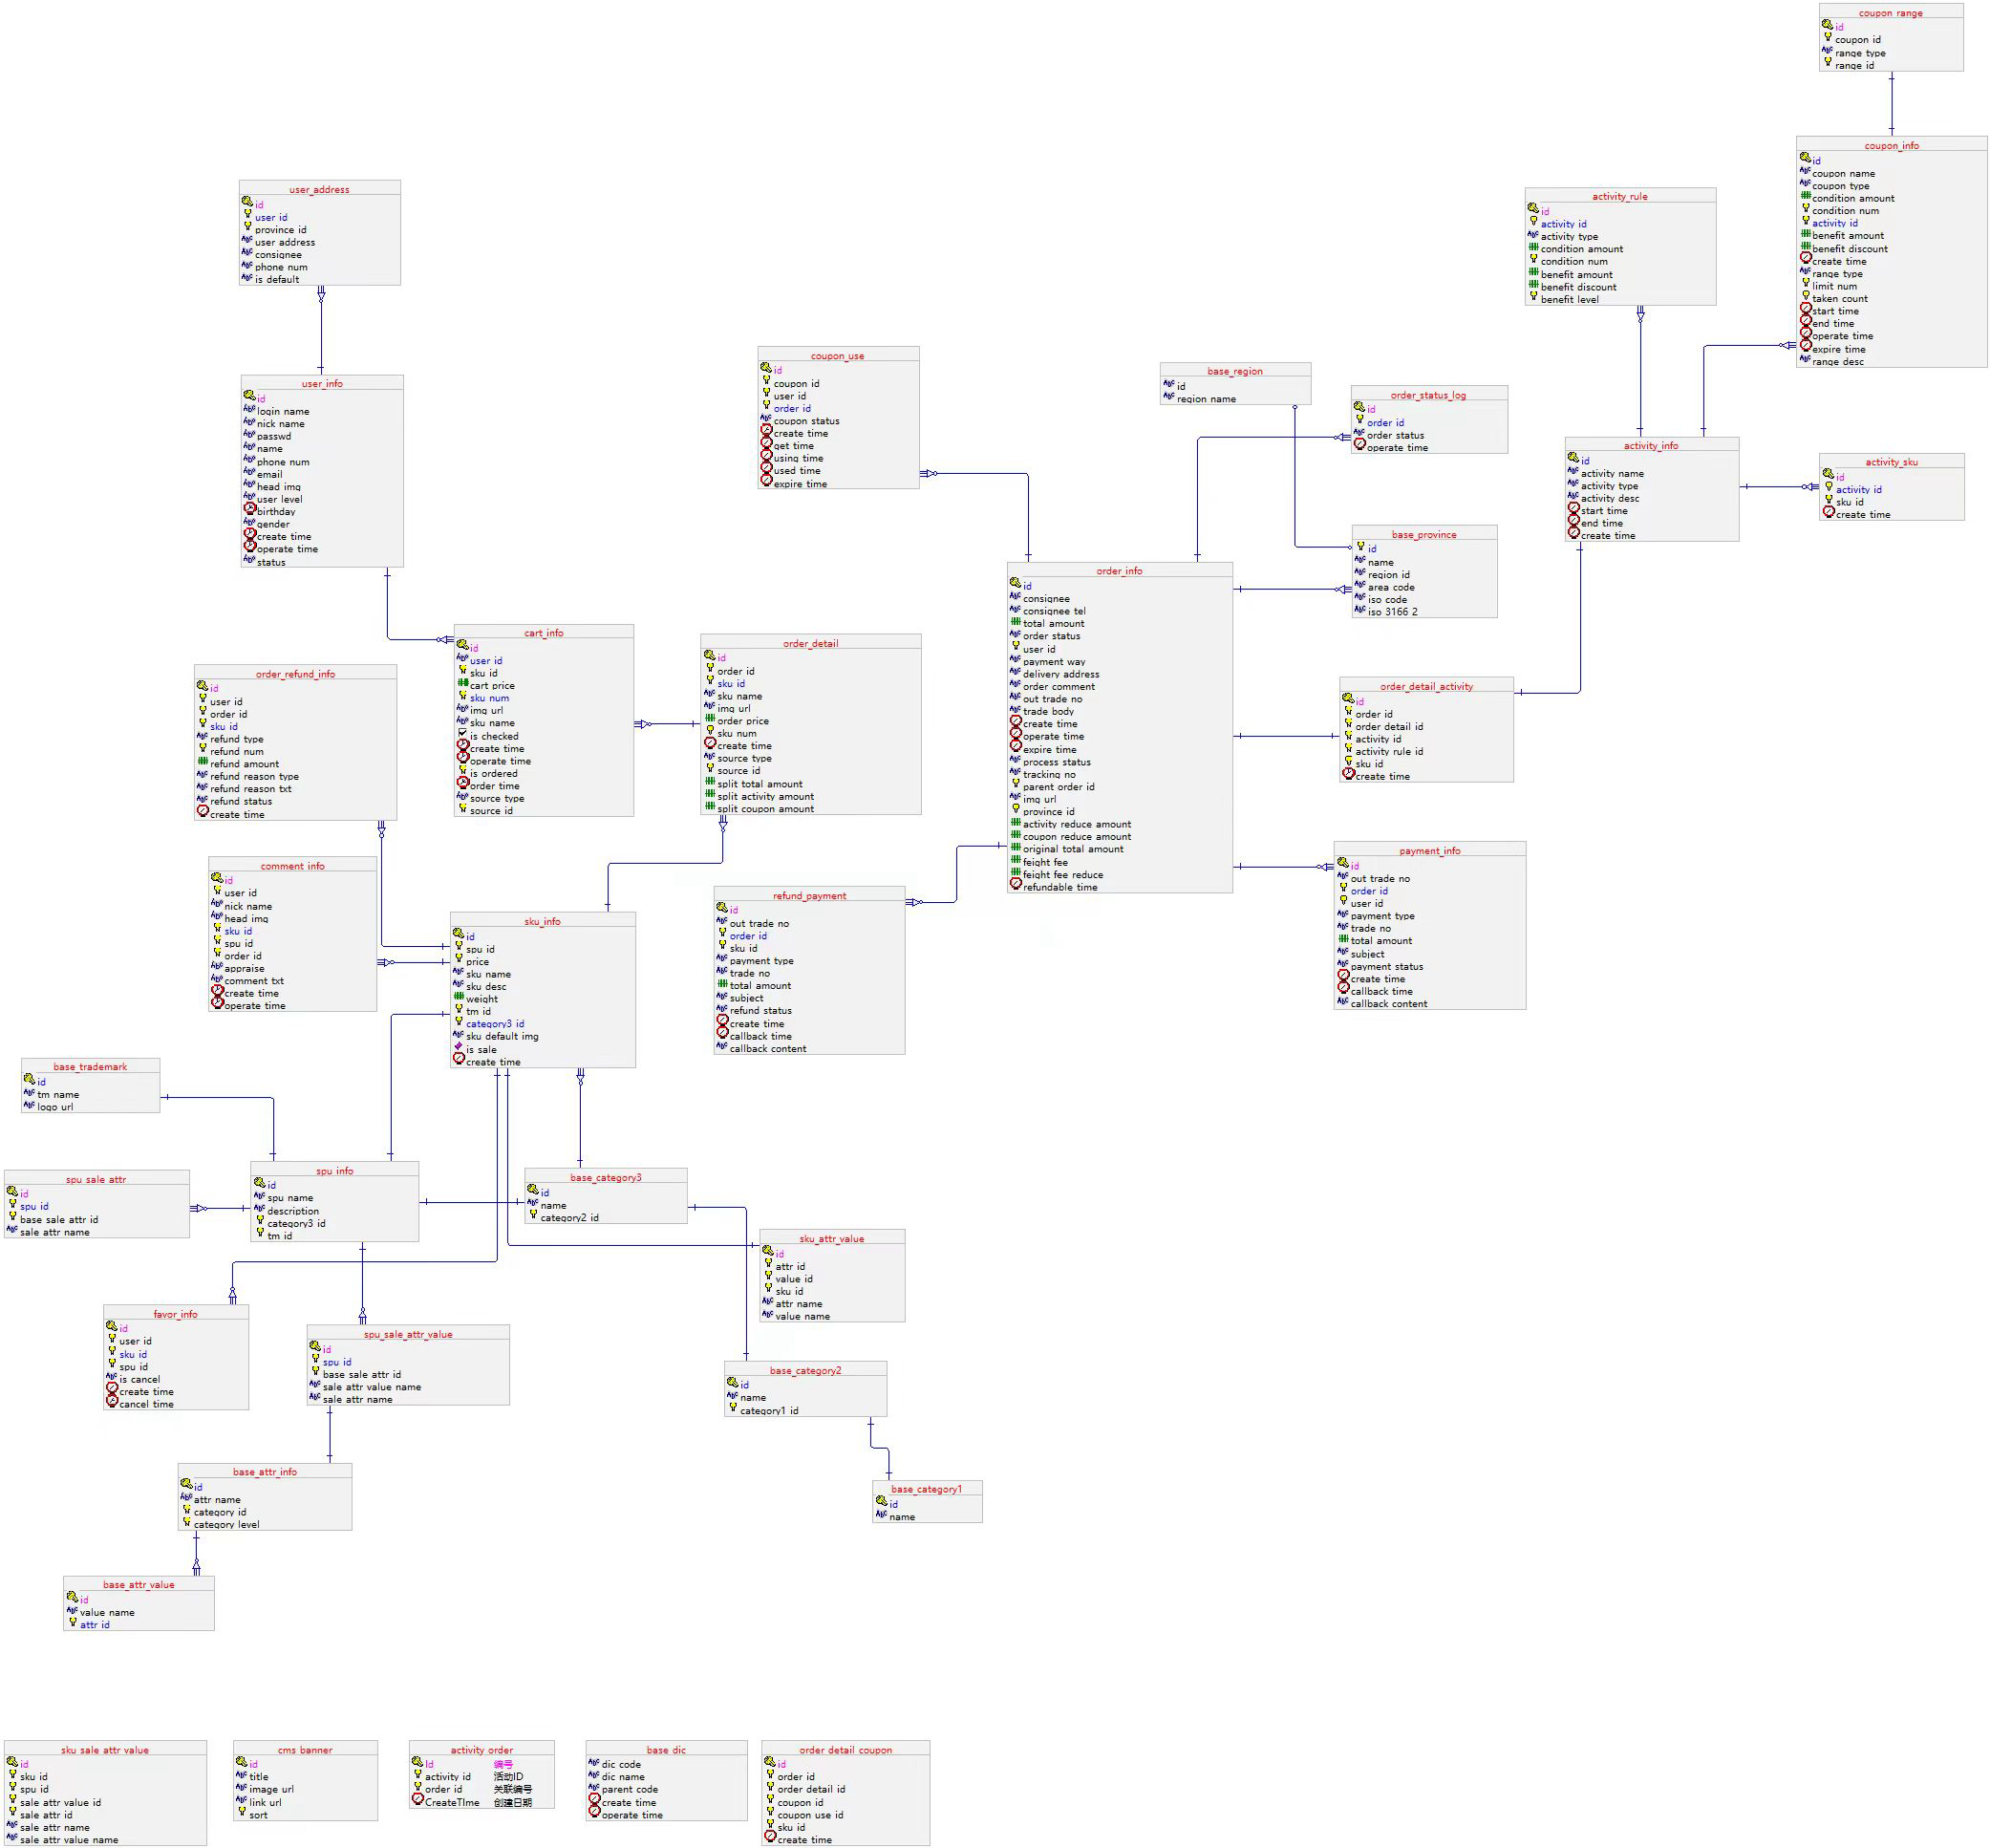 coupon_range
id
coupon id
range type
range id
coupon_info
id
coupon name
coupon type
condition amount
condition num
activity id
benefit amount
benefit discount
create time
range type
limit num
taken count
start time
end time
operate time
expire time
range desc
user_address
id
user id
province id
user address
consignee
phone num
is default
activity_rule
id
activity id
activity type
condition amount
condition num
benefit amount
benefit discount
benefit level
user_info
id
login name
nick name
passwd
name
phone num
email
head img
user level
birthday
gender
create time
operate time
status
coupon_use
id
coupon id
user id
order id
coupon status
create time
get time
using time
used time
expire time
base_region
id
region name
order_status_log
id
order id
order status
operate time
activity_info
id
activity name
activity type
activity desc
start time
end time
create time
activity_sku
id
activity id
sku id
create time
base_province
id
name
region id
area code
iso code
iso 3166 2
order_info
id
consignee
consignee tel
total amount
order status
user id
payment way
delivery address
order comment
out trade no
trade body
create time
operate time
expire time
process status
tracking no
parent order id
img url
province id
activity reduce amount
coupon reduce amount
original total amount
feight fee
feight fee reduce
refundable time
cart_info
id
user id
sku id
cart price
sku num
img url
sku name
is checked
create time
operate time
is ordered
order time
source type
source id
order_detail
id
order id
sku id
sku name
img url
order price
sku num
create time
source type
source id
split total amount
split activity amount
split coupon amount
order_refund_info
id
user id
order id
sku id
refund type
refund num
refund amount
refund reason type
refund reason txt
refund status
create time
order_detail_activity
id
order id
order detail id
activity id
activity rule id
sku id
create time
comment_info
id
user id
nick name
head img
sku id
spu id
order id
appraise
comment txt
create time
operate time
payment_info
id
out trade no
order id
user id
payment type
trade no
total amount
subject
payment status
create time
callback time
callback content
refund_payment
id
out trade no
order id
sku id
payment type
trade no
total amount
subject
refund status
create time
callback time
callback content
sku_info
id
spu id
price
sku name
sku desc
weight
tm id
category3 id
sku default img
is sale
create time
base_trademark
id
tm name
logo url
spu_info
id
spu name
description
category3 id
tm id
base_category3
id
name
category2 id
spu_sale_attr
id
spu id
base sale attr id
sale attr name
sku_attr_value
id
attr id
value id
sku id
attr name
value name
favor_info
id
user id
sku id
spu id
is cancel
create time
cancel time
spu_sale_attr_value
id
spu id
base sale attr id
sale attr value name
sale attr name
base_category2
id
name
category1 id
base_attr_info
id
attr name
category id
category level
base_category1
id
name
base_attr_value
id
value name
attr id
sku_sale_attr_value
id
sku id
spu id
sale attr value id
sale attr id
sale attr name
sale attr value name
cms_banner
id
title
image url
link url
sort
activity_order
Id 编号
activity_id 活动ID
order id 关联编号
CreateTIme 创建日期
base_dic
dic code
dic name
parent code
create time
operate time
order_detail_coupon
id
order id
order detail id
coupon id
coupon use id
sku id
create time